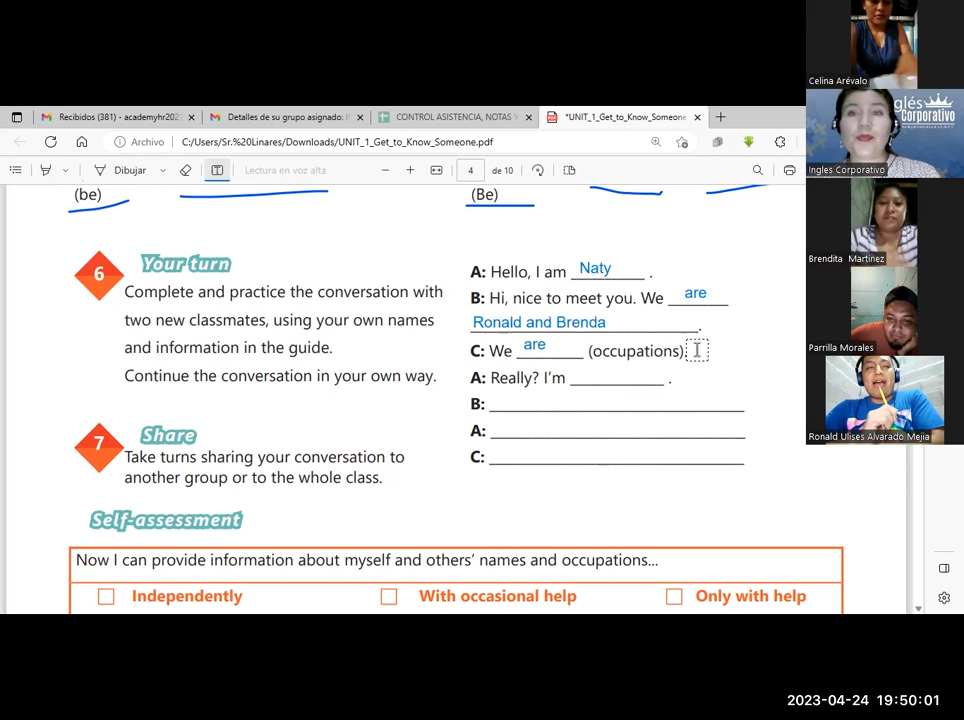 Recibidos (381) - academyhr202
Detalles de su grupo asignado: I
CONTROL ASISTENCIA, NOTAS Y
*UNIT_1_Get_to_Know_Someone
Archivo
C:/Users/Sr.%20Linares/Downloads/UNIT_1_Get_to_Know_Someone.pdf
Dibujar
Lectura en voz alta
4
de 10
(be)
(Be)
6
Your turn
Complete and practice the conversation with
two new classmates, using your own names
and information in the guide.
Continue the conversation in your own way.
A: Hello, I am Naty .
B: Hi, nice to meet you. We are
Ronald and Brenda .
C: We are (occupations)
A: Really? I'm ____________ .
B:
A:
C:
7
Share
Take turns sharing your conversation to
another group or to the whole class.
Self-assessment
Now I can provide information about myself and others' names and occupations...
Independently
With occasional help
Only with help
Celina Arévalo
glés
Corporativo
Ingles Corporativo
Brendita Martinez
Parrilla Morales
Ronald Ulises Alvarado Mejia
2023-04-24 19:50:01